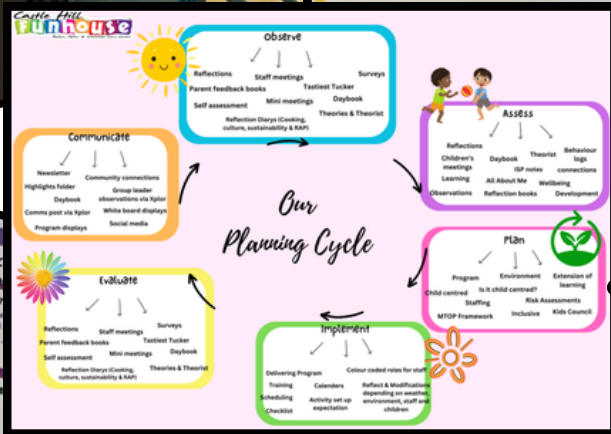 Castle Hill
FUNHOUSE
Observe
Reflections
Staff meetings
Surveys
Parent feedback books
Tastiest Tucker
Mini meetings
Daybook
Self assessment
Theories & Theorist
Reflection Diarys (Cooking,
culture, sustainability & RAP)
Assess
Reflections
Children's
meetings
Daybook
Theorist
Behaviour
logs
ISP notes
connections
Learning
All About Me
Wellbeing
Observations
Reflection books
Development
Plan
Program
Environment
Extension of
learning
Child centred
Is it child centred?
Staffing
Risk Assessments
MTOP Framework
Inclusive
Kids Council
Implement
Delivering Program
Colour coded roles for staff
Training
Calenders
Reflect & Modifications
depending on weather,
environment, staff and
children
Scheduling
Activity set up
expectation
Checklist
Evaluate
Reflections
Staff meetings
Surveys
Parent feedback books
Tastiest Tucker
Mini meetings
Daybook
Self assessment
Reflection Diarys (Cooking,
culture, sustainability & RAP)
Theories & Theorist
Communicate
Newsletter
Community connections
Highlights folder
Group leader
observations via Xplor
Daybook
Comms post via Xplor
White board displays
Program displays
Social media
Our
Planning Cycle